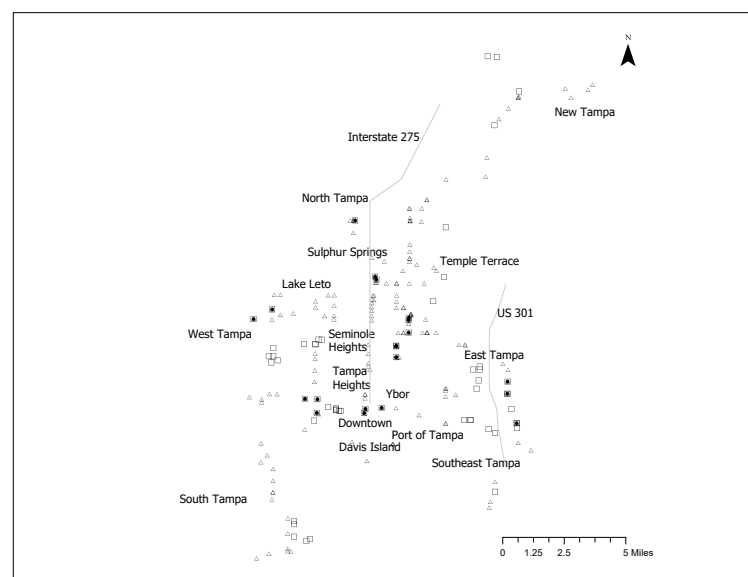 N
New Tampa
Interstate 275
North Tampa
Sulphur Springs
Temple Terrace
Lake Leto
US 301
West Tampa
Seminole
Heights
East Tampa
Tampa
Heights
Ybor
Downtown
Port of Tampa
Davis Island
Southeast Tampa
South Tampa
0 1.25 2.5 5 Miles